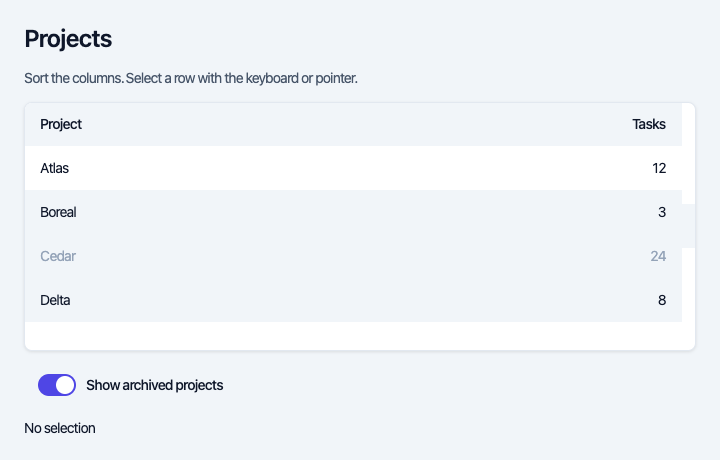 Projects
Sort the columns. Select a row with the keyboard or pointer.
Project Tasks
Atlas 12
Boreal 3
Cedar 24
Delta 8
Show archived projects
No selection